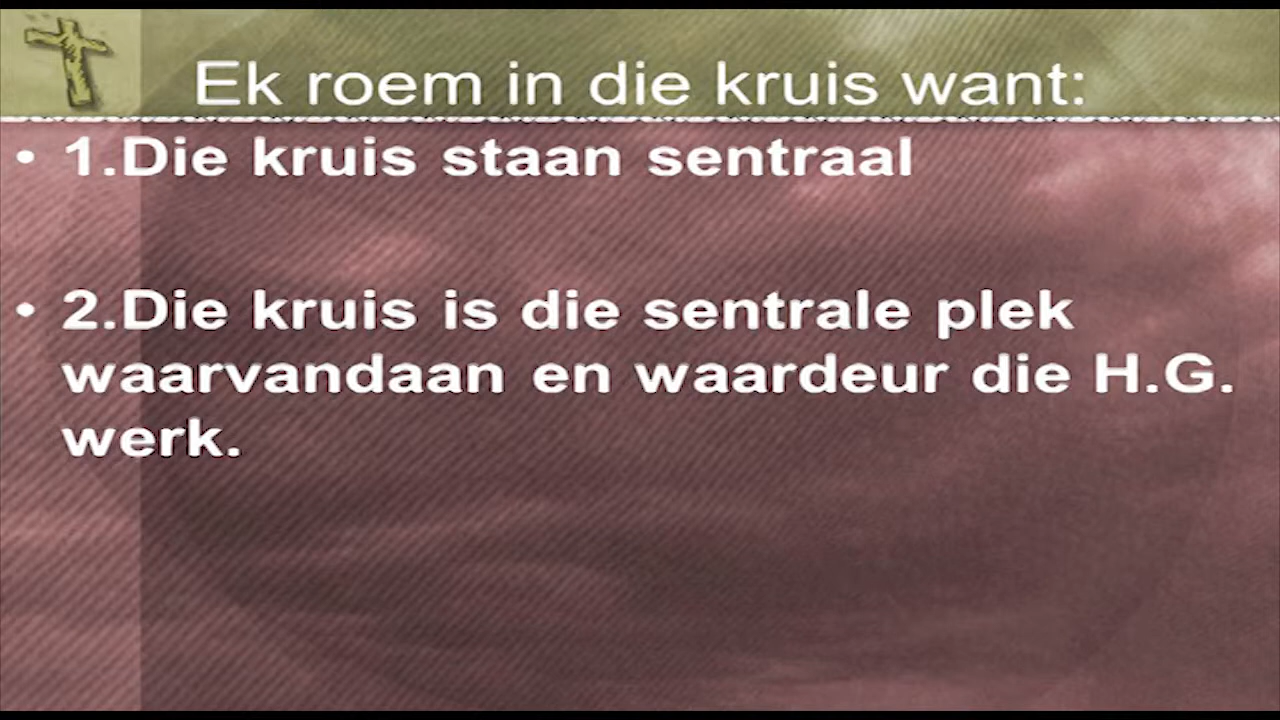 Ek roem in die kruis want:
• 1.Die kruis staan sentraal
• 2.Die kruis is die sentrale plek
waarvandaan en waardeur die H.G.
werk.